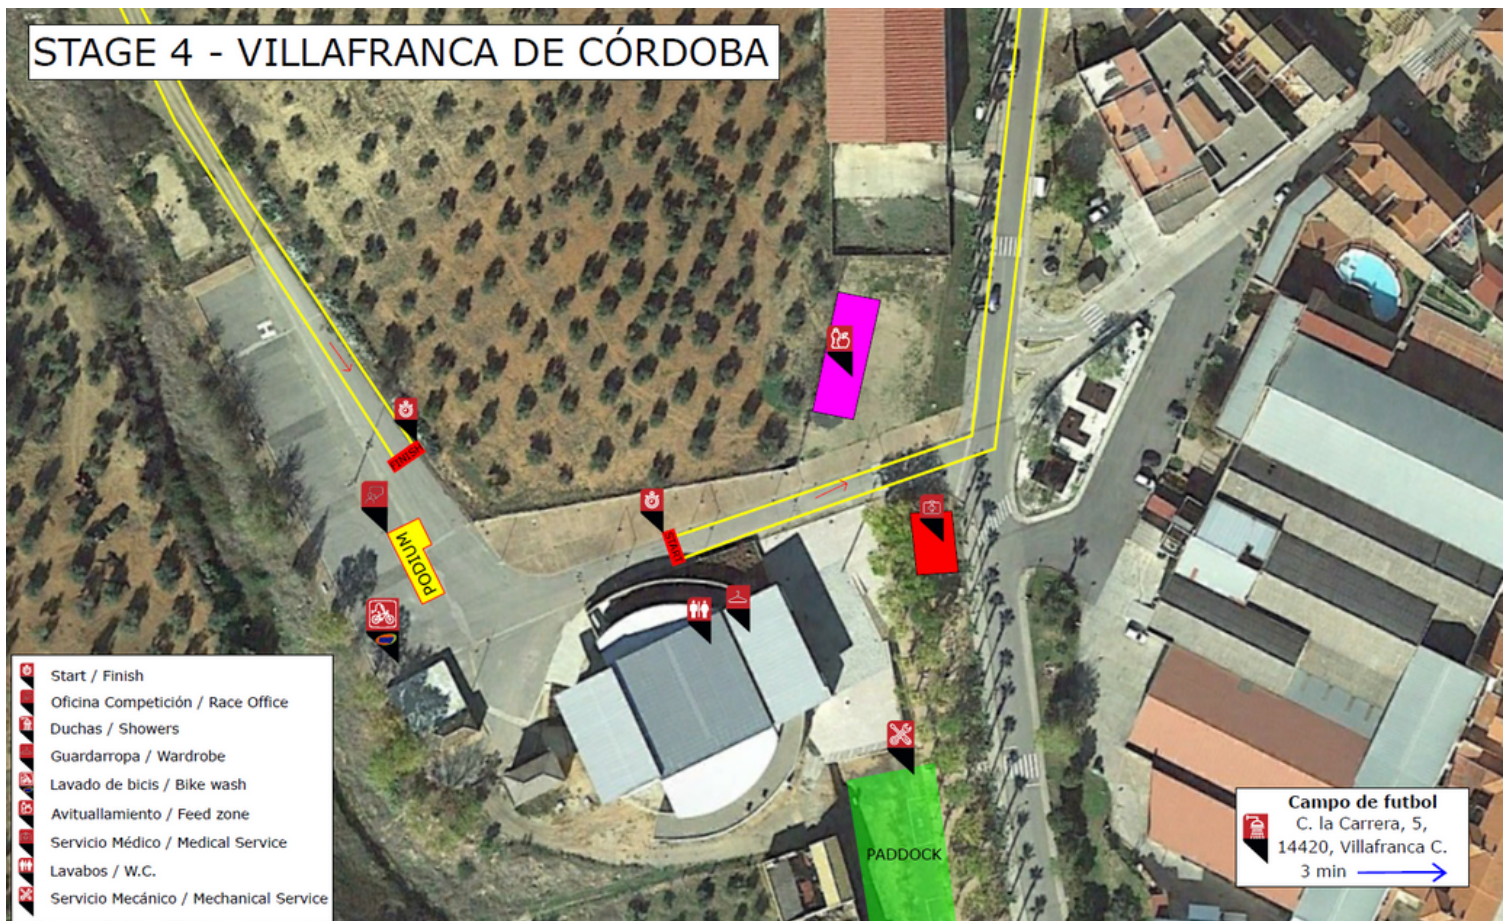 STAGE 4 - VILLAFRANCA DE CÓRDOBA
FINISH
START
PODIUM
PADDOCK
Start / Finish
Oficina Competición / Race Office
Duchas / Showers
Guardarropa / Wardrobe
Lavado de bicis / Bike wash
Avituallamiento / Feed zone
Servicio Médico / Medical Service
Lavabos / W.C.
Servicio Mecánico / Mechanical Service
Campo de futbol
C. la Carrera, 5,
14420, Villafranca C.
3 min